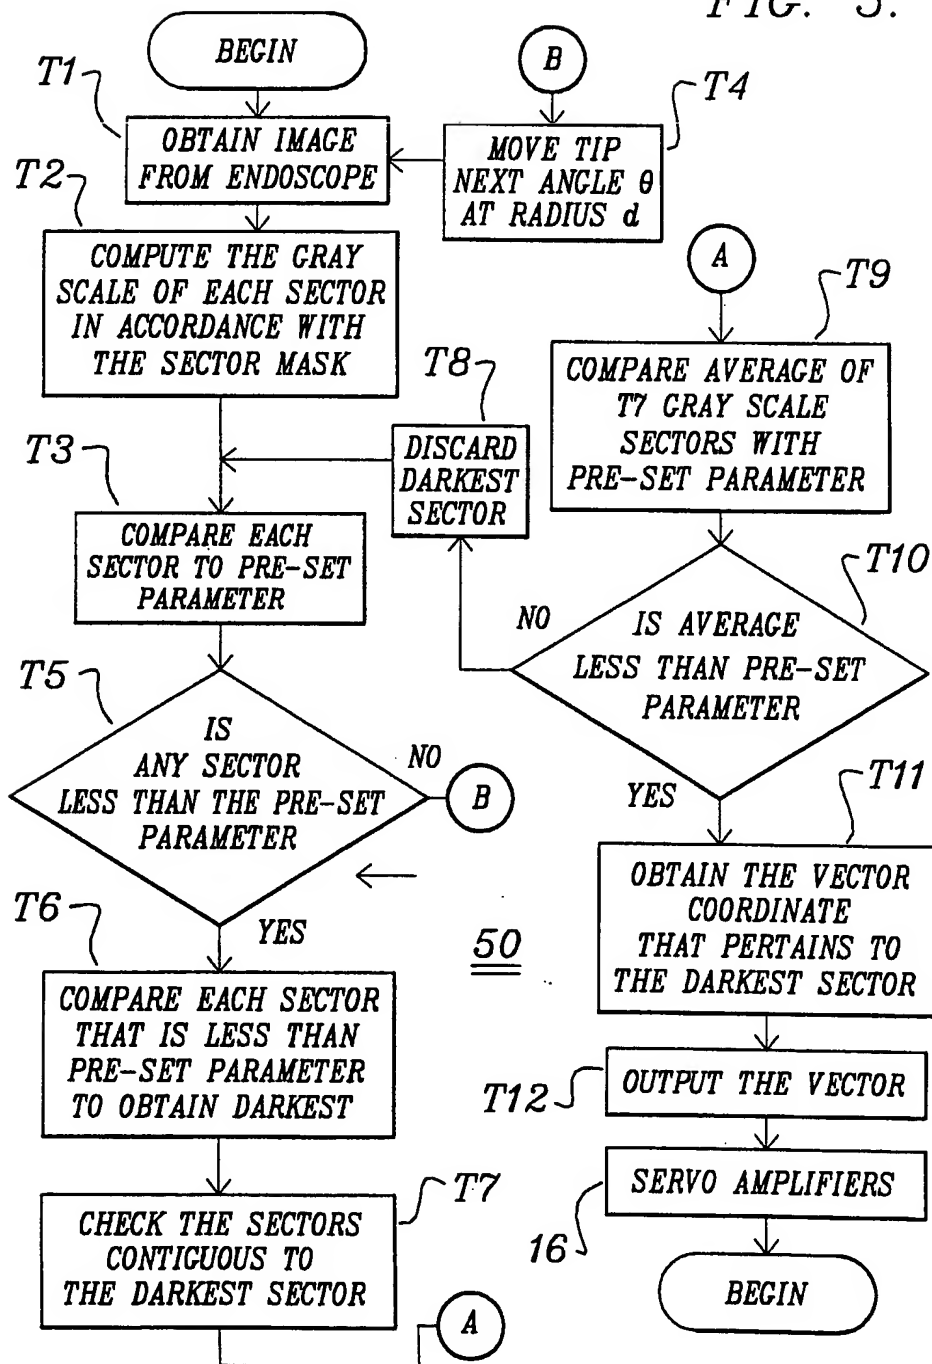 FIG. 5.
BEGIN
T1
OBTAIN IMAGE
FROM ENDOSCOPE
B
T4
MOVE TIP
NEXT ANGLE θ
AT RADIUS d
T2
COMPUTE THE GRAY
SCALE OF EACH SECTOR
IN ACCORDANCE WITH
THE SECTOR MASK
T8
DISCARD
DARKEST
SECTOR
T3
COMPARE EACH
SECTOR TO PRE-SET
PARAMETER
T5
IS
ANY SECTOR
LESS THAN THE PRE-SET
PARAMETER
NO
B
YES
T6
COMPARE EACH SECTOR
THAT IS LESS THAN
PRE-SET PARAMETER
TO OBTAIN DARKEST
T7
CHECK THE SECTORS
CONTIGUOUS TO
THE DARKEST SECTOR
A
50
A
T9
COMPARE AVERAGE OF
T7 GRAY SCALE
SECTORS WITH
PRE-SET PARAMETER
T10
IS AVERAGE
LESS THAN PRE-SET
PARAMETER
NO
YES
T11
OBTAIN THE VECTOR
COORDINATE
THAT PERTAINS TO
THE DARKEST SECTOR
T12
OUTPUT THE VECTOR
SERVO AMPLIFIERS
16
BEGIN